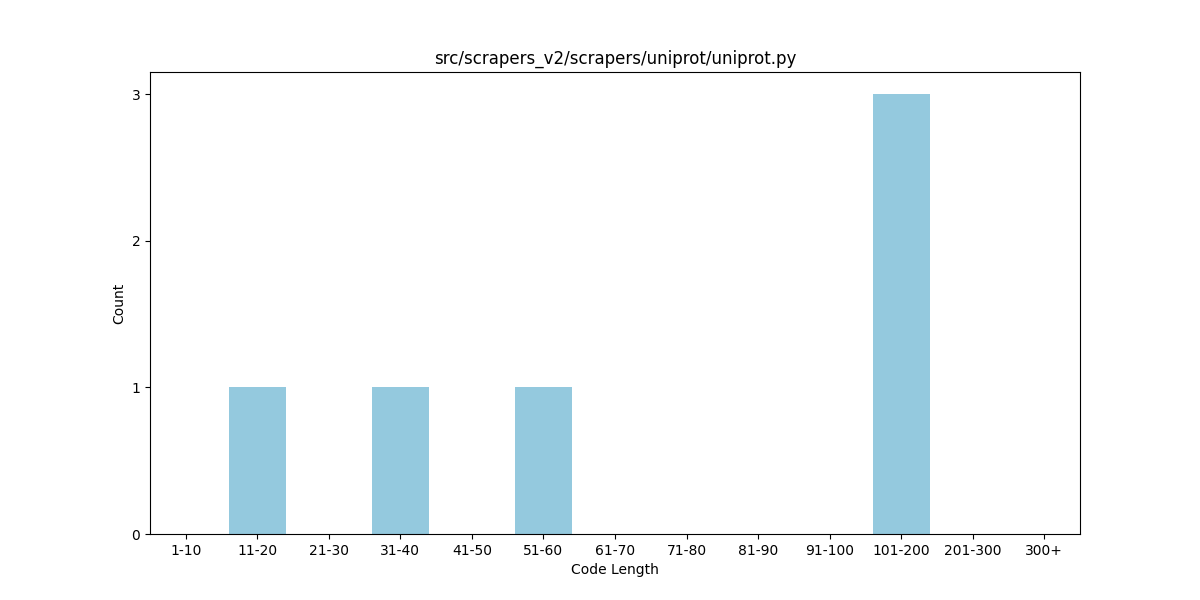 src/scrapers_v2/scrapers/uniprot/uniprot.py
3
2
1
0
Count
1-10 11-20 21-30 31-40 41-50 51-60 61-70 71-80 81-90 91-100 101-200 201-300 300+
Code Length